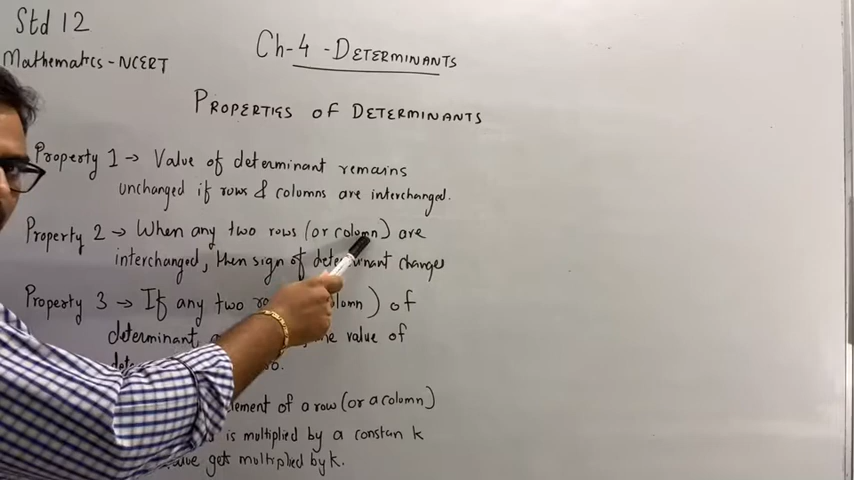 Std 12
Mathematics - NCERT
Ch-4 - DETERMINANTS
PROPERTIES OF DETERMINANTS
Property 1 → Value of determinant remains
unchanged if rows & columns are interchanged.
Property 2 → When any two rows (or column) are
interchanged, then sign of determinant changes
Property 3 → If any two column) of
determinant value of
element of a row (or a column)
is multiplied by a constan k
get multiplied by k.